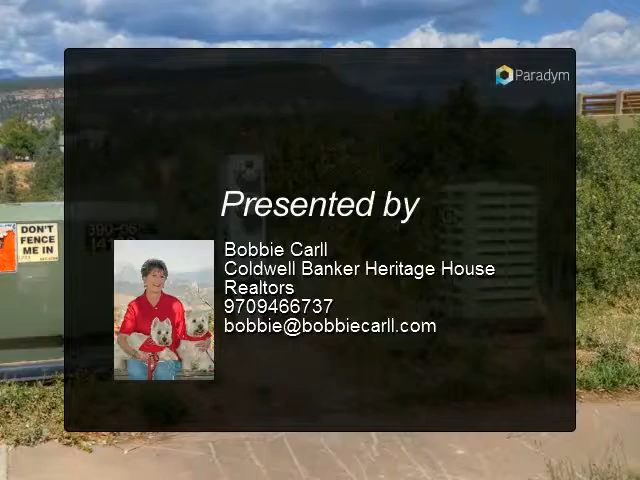 Paradym
Presented by
DON'T
FENCE
ME IN
Bobbie Carll
Coldwell Banker Heritage House
Realtors
9709466737
bobbie@bobbiecarll.com